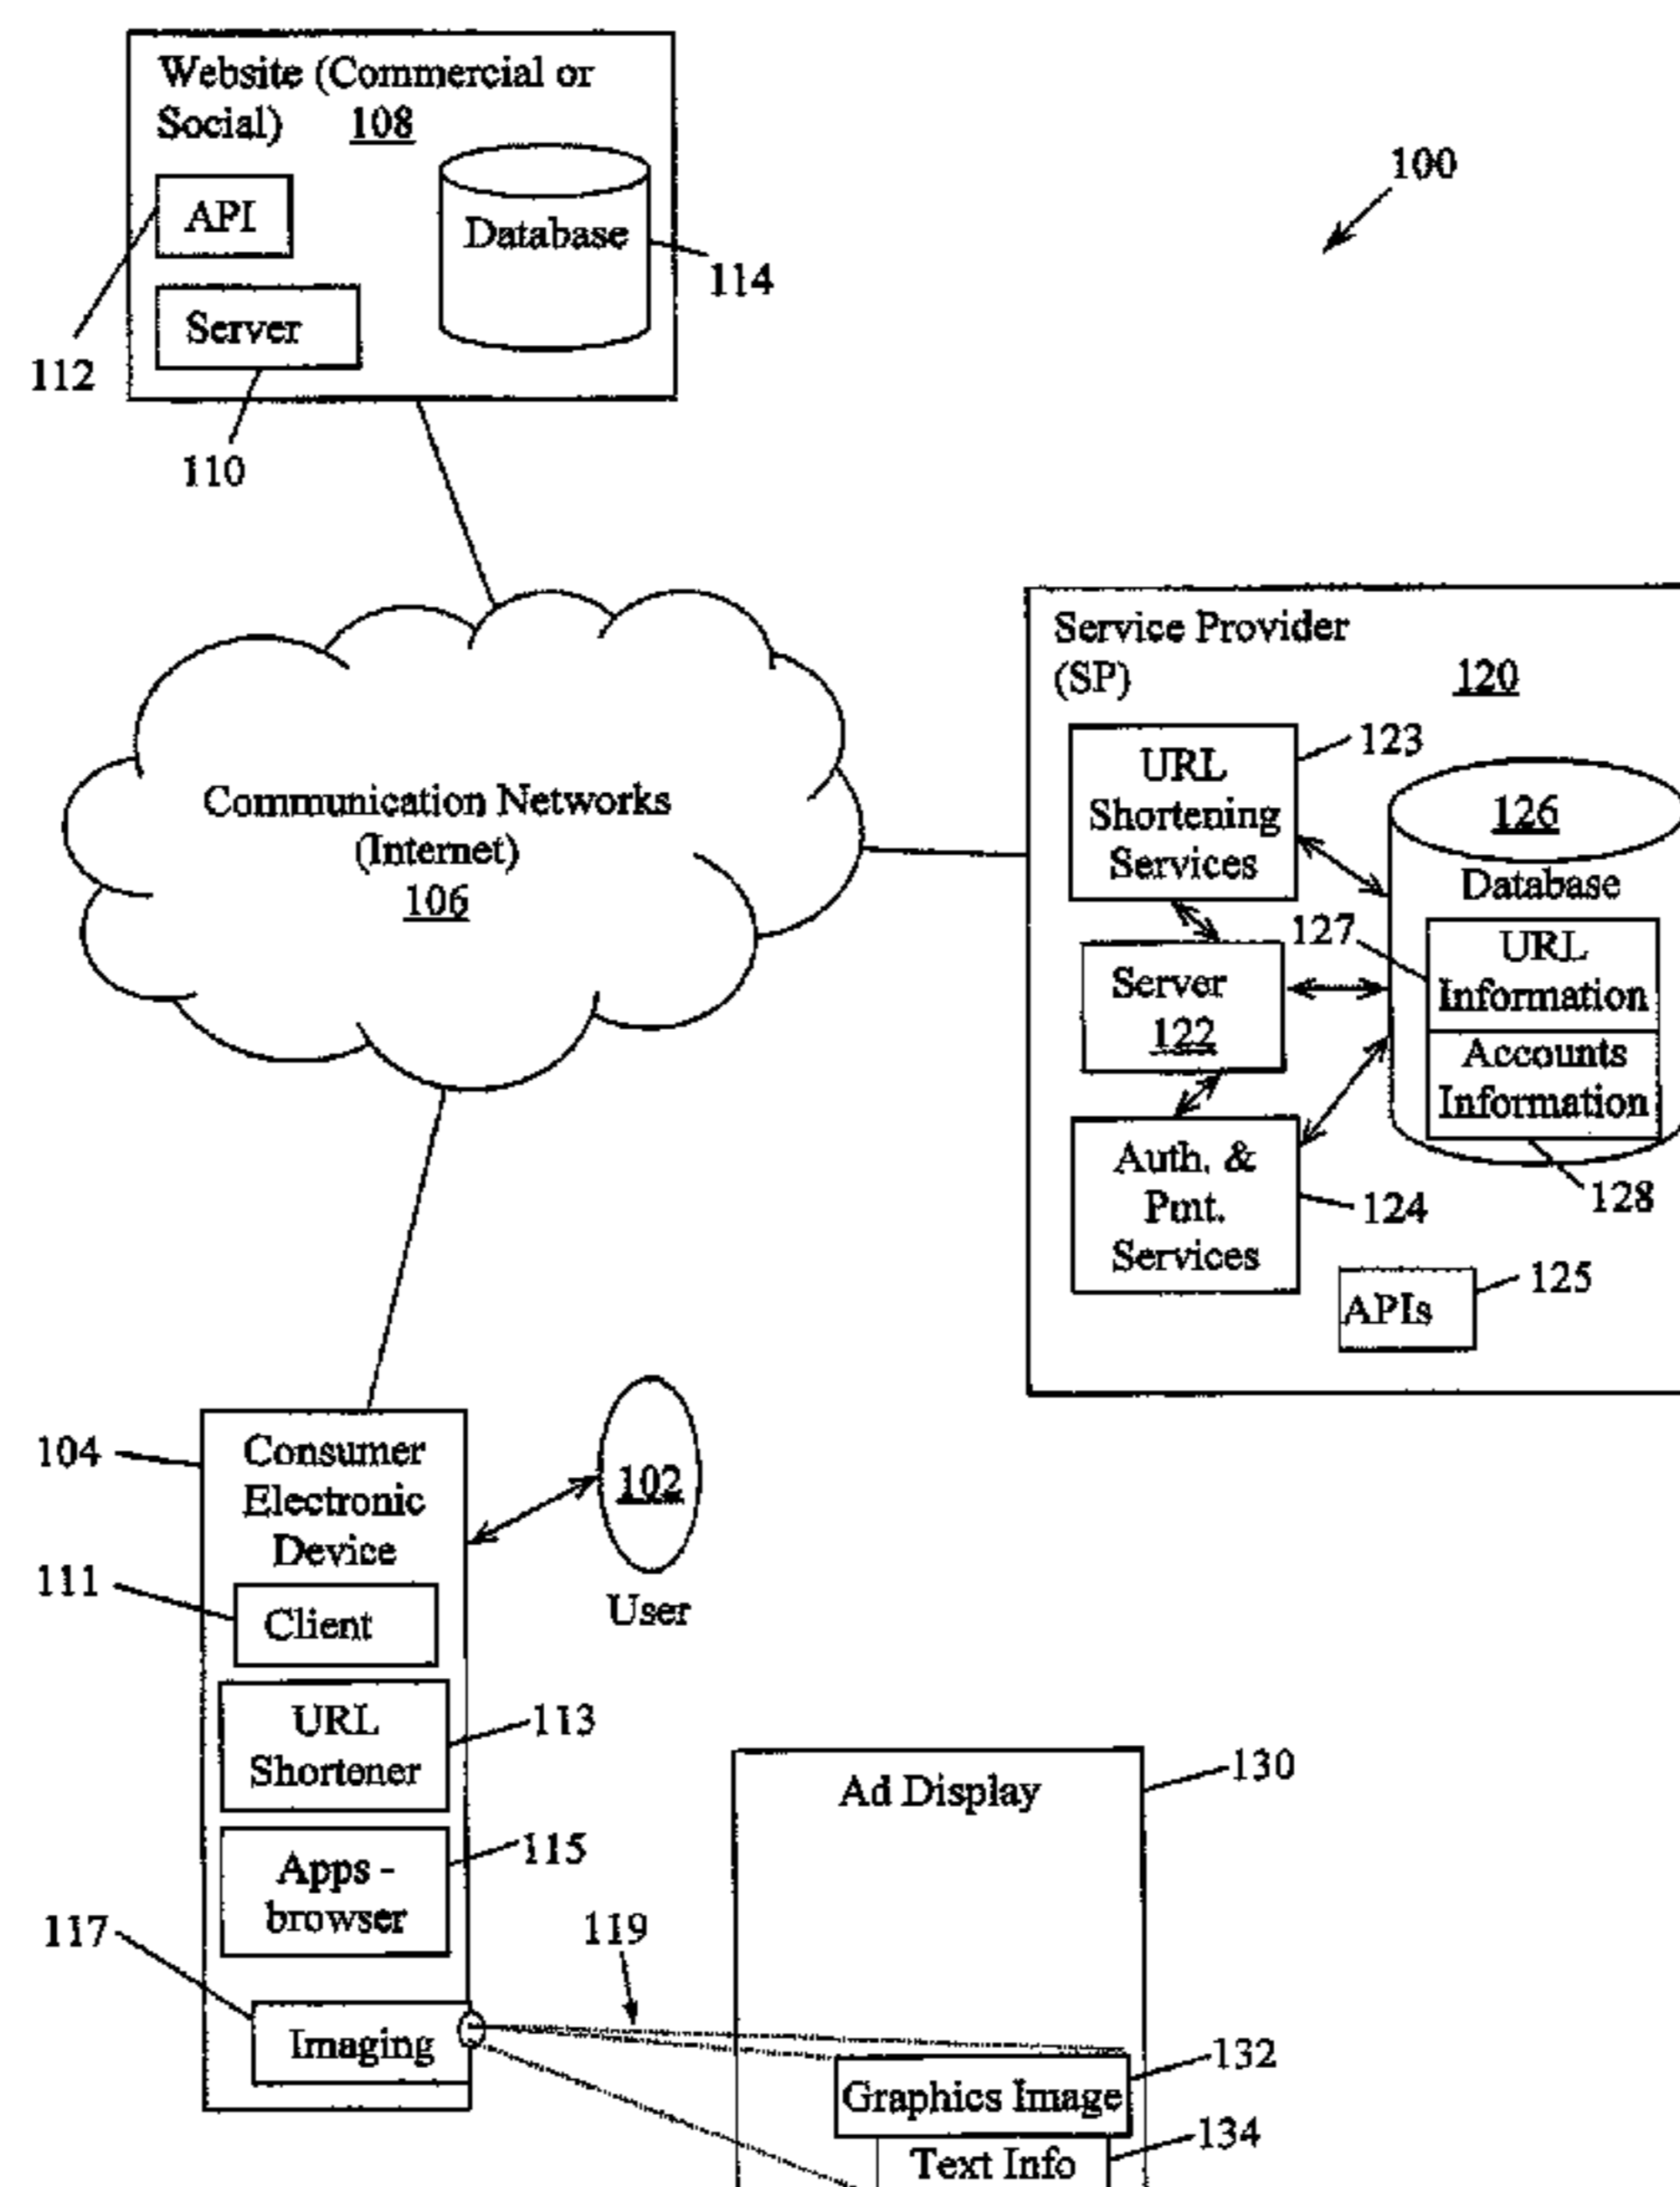 Website (Commercial or
Social) 108
API
Database
Server
112
110
114
100
Communication Networks
(Internet)
106
Service Provider
(SP)
120
URL
Shortening
Services
123
126
Database
127
URL
Information
Server
122
Accounts
Information
Auth. &
Pmt.
Services
124
128
APIs
125
104
Consumer
Electronic
Device
102
User
111
Client
URL
Shortener
113
Apps -
browser
115
117
Imaging
119
Ad Display
130
Graphics Image
132
Text Info
134